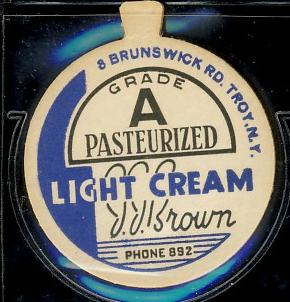 8 BRUNSWICK RD. TROY. N.Y.
GRADE
A
PASTEURIZED
LIGHT CREAM
J.J. Brown
PHONE 892